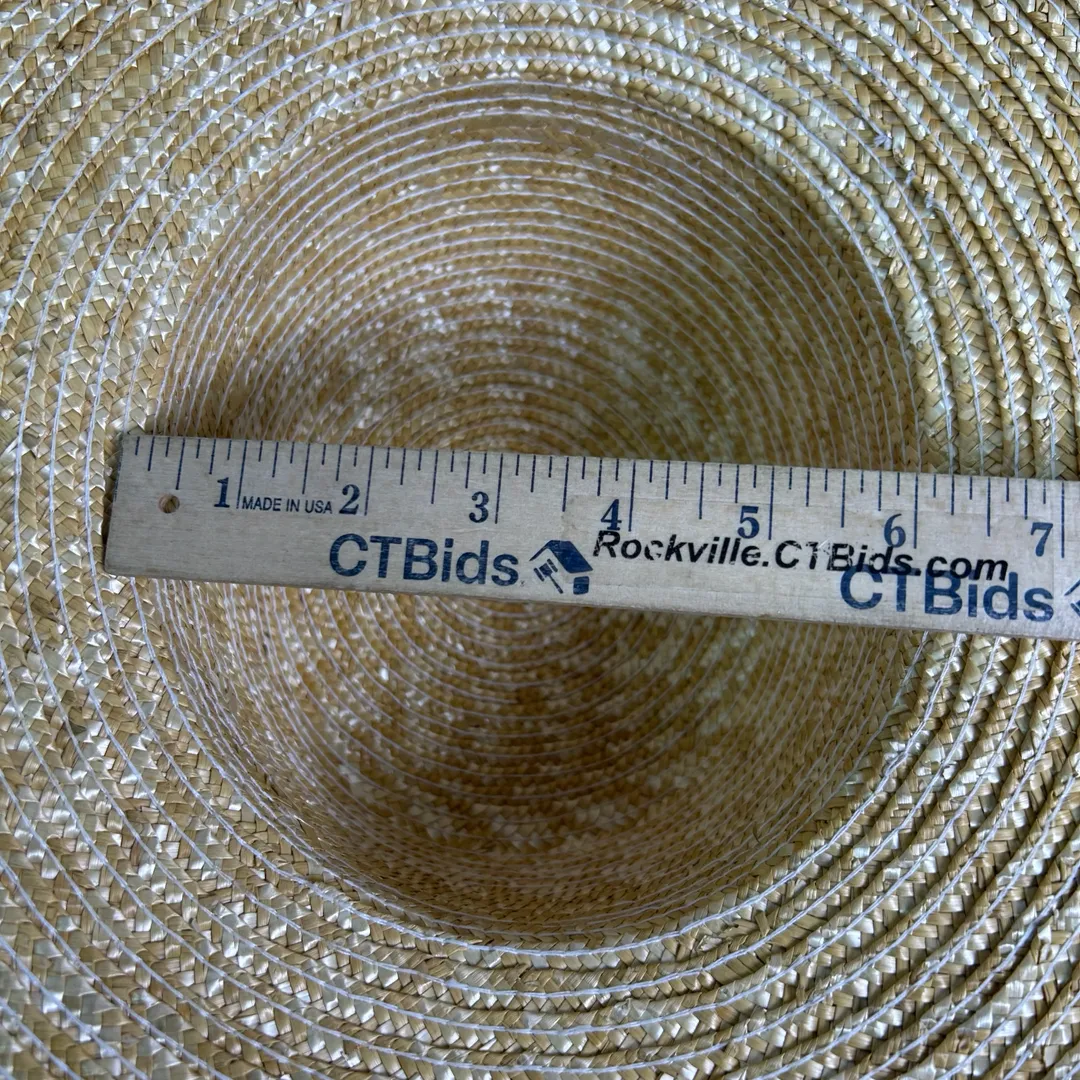 1 MADE IN USA 2 3 4 5 6 7
CTBids Rockville.CTBids.com
CTBids